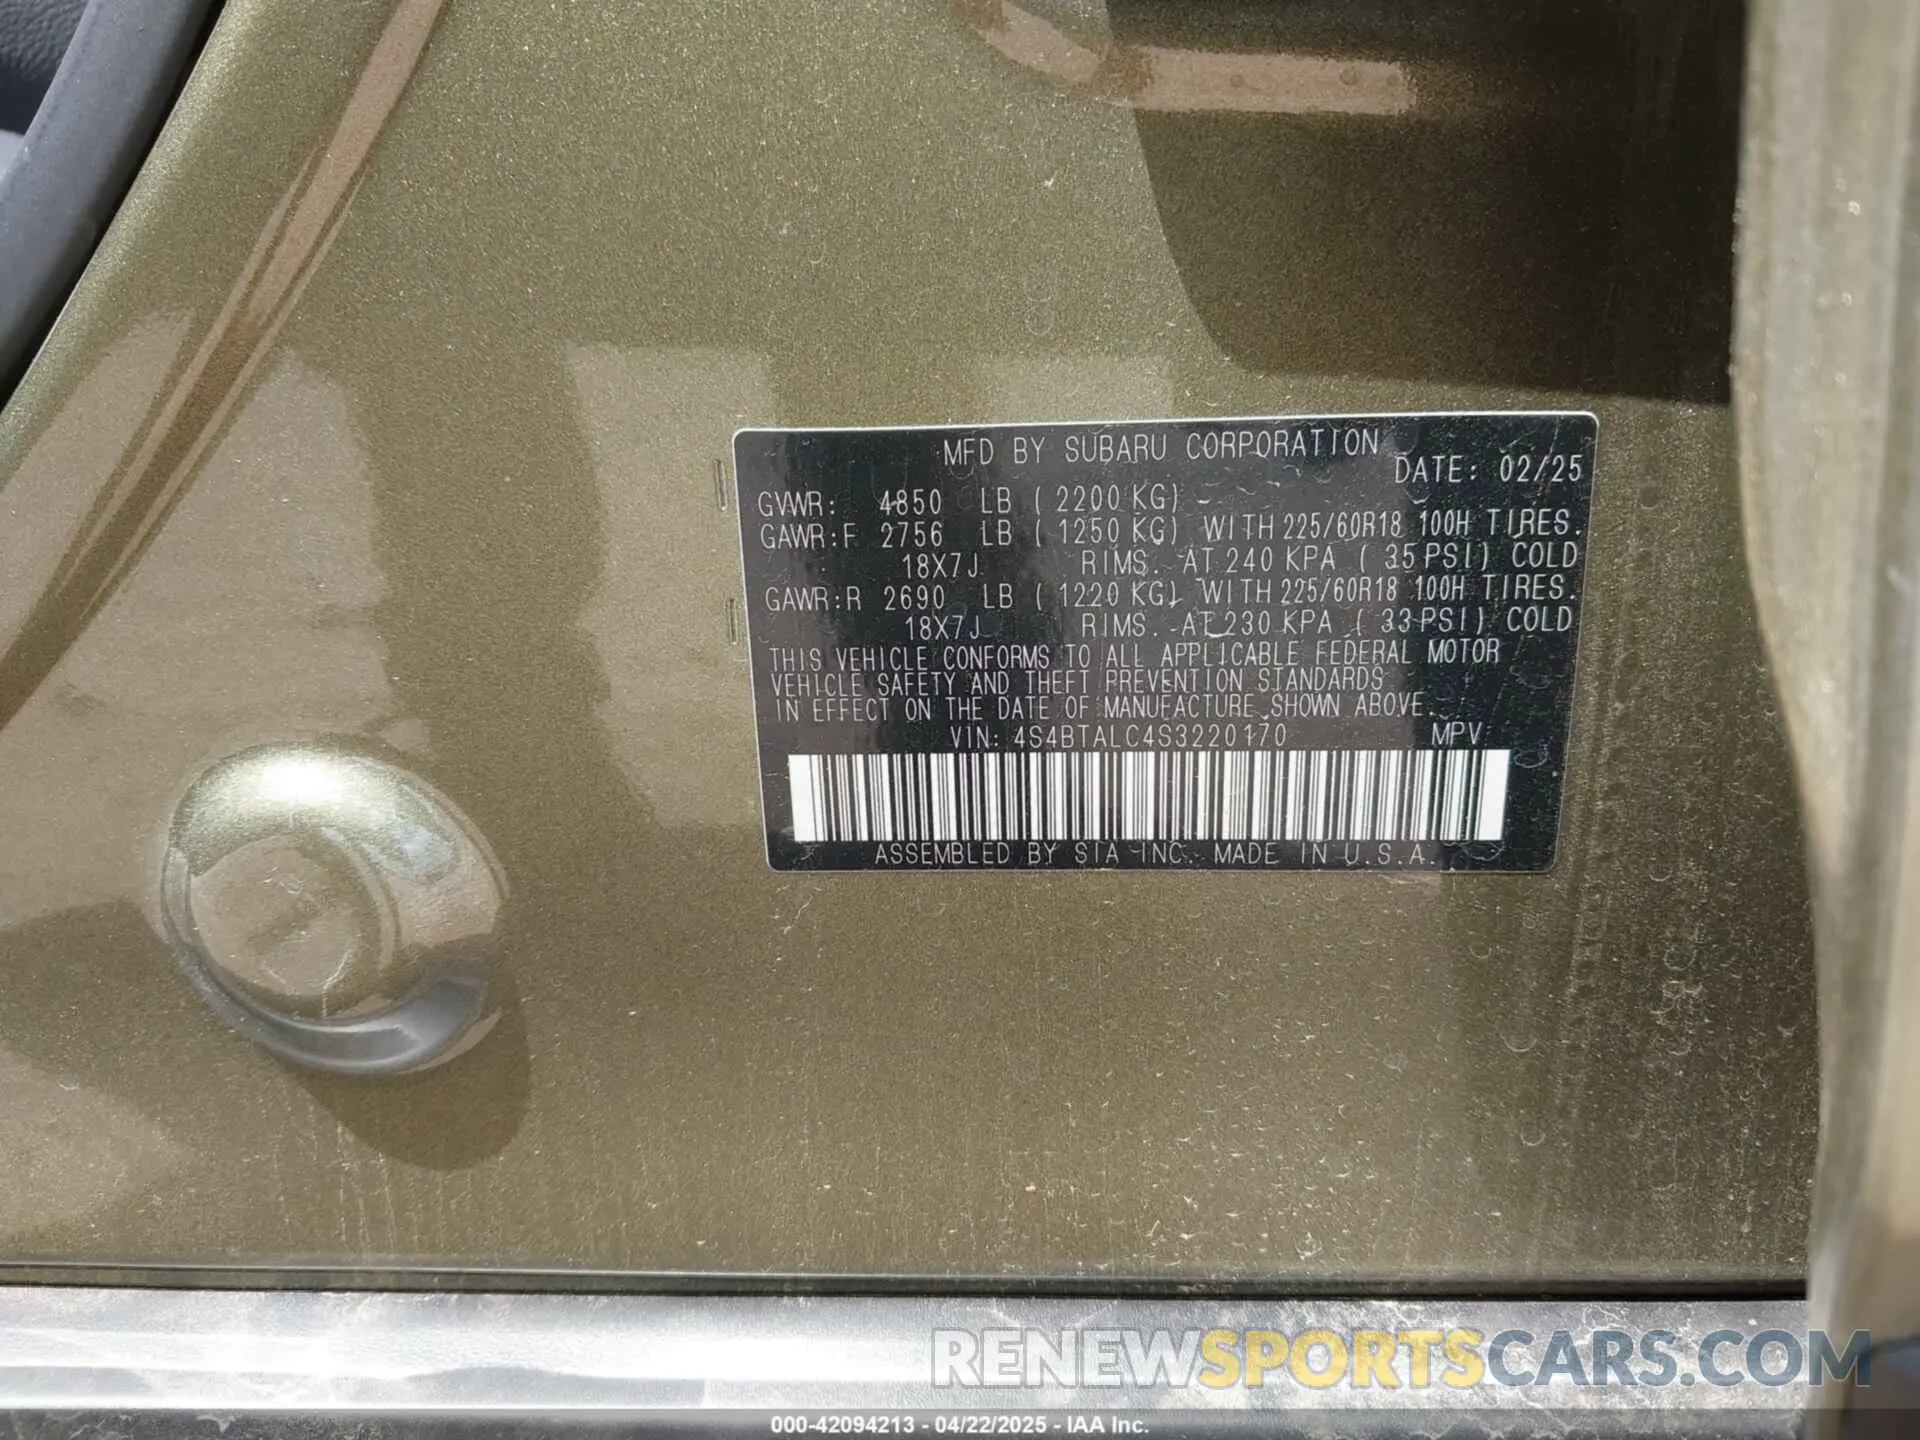 MFD BY SUBARU CORPORATION
DATE: 02/25
GVWR: 4850 LB ( 2200 KG)
GAWR:F 2756 LB ( 1250 KG) WITH 225/60R18 100H TIRES.
18X7J RIMS. AT 240 KPA ( 35 PSI) COLD
GAWR:R 2690 LB ( 1220 KG) WITH 225/60R18 100H TIRES.
18X7J RIMS. AT 230 KPA ( 33 PSI) COLD
THIS VEHICLE CONFORMS TO ALL APPLICABLE FEDERAL MOTOR
VEHICLE SAFETY AND THEFT PREVENTION STANDARDS
IN EFFECT ON THE DATE OF MANUFACTURE SHOWN ABOVE.
VIN: 4S4BTALC4S3220170 MPV
ASSEMBLED BY SIA INC. MADE IN U.S.A.
RENEWSPORTSCARS.COM
000-42094213 - 04/22/2025 - IAA Inc.